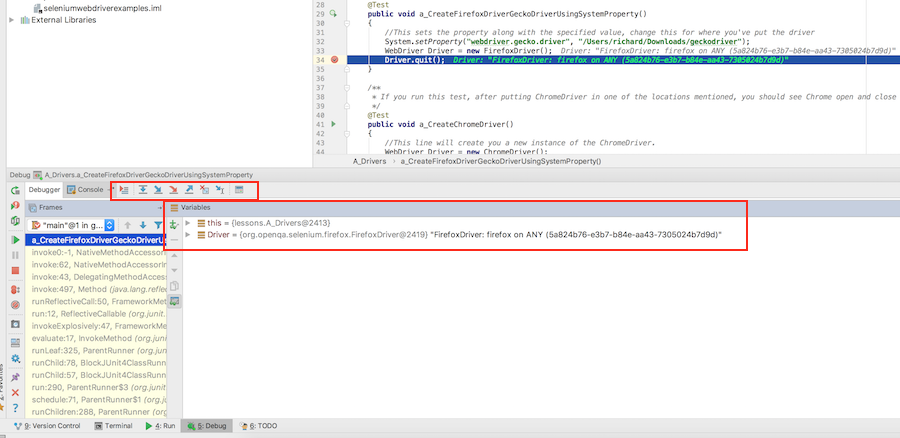 seleniumwebdriverexamples.iml
External Libraries
28 @Test
29 public void a_CreateFirefoxDriverGeckoDriverUsingSystemProperty()
30 {
31 //This sets the property along with the specified value, change this for where you've put the driver
32 System.setProperty("webdriver.gecko.driver", "/Users/richard/Downloads/geckodriver");
33 WebDriver Driver = new FirefoxDriver(); Driver: "FirefoxDriver: firefox on ANY (5a824b76-e3b7-b84e-aa43-7305024b7d9d)"
34 Driver.quit(); Driver: "FirefoxDriver: firefox on ANY (5a824b76-e3b7-b84e-aa43-7305024b7d9d)"
35 }
36
37 /**
38 * If you run this test, after putting ChromeDriver in one of the locations mentioned, you should see Chrome open and close
39 */
40 @Test
41 public void a_CreateChromeDriver()
42 {
43 //This line will create you a new instance of the ChromeDriver.
44 WebDriver Driver = new ChromeDriver();
A_Drivers › a_CreateFirefoxDriverGeckoDriverUsingSystemProperty()
Debug A_Drivers.a_CreateFirefoxDriverGeckoDriverUsingSystemProperty
Debugger Console
Frames
Variables
"main"@1 in g...
this = {lessons.A_Drivers@2413}
Driver = {org.openqa.selenium.firefox.FirefoxDriver@2419} "FirefoxDriver: firefox on ANY (5a824b76-e3b7-b84e-aa43-7305024b7d9d)"
a_CreateFirefoxDriverGeckoDriverU
invoke0:-1, NativeMethodAccessor
invoke:62, NativeMethodAccessorI
invoke:43, DelegatingMethodAcces
invoke:497, Method (java.lang.refle
runReflectiveCall:50, FrameworkMe
run:12, ReflectiveCallable (org.junit.
invokeExplosively:47, FrameworkM
evaluate:17, InvokeMethod (org.juni
runLeaf:325, ParentRunner (org.jun
runChild:78, BlockJUnit4ClassRunn
runChild:57, BlockJUnit4ClassRunn
run:290, ParentRunner$3 (org.junit
schedule:71, ParentRunner$1 (org.j
runChildren:288, ParentRunner (org
2: Favorites
9: Version Control Terminal 4: Run 5: Debug 6: TODO